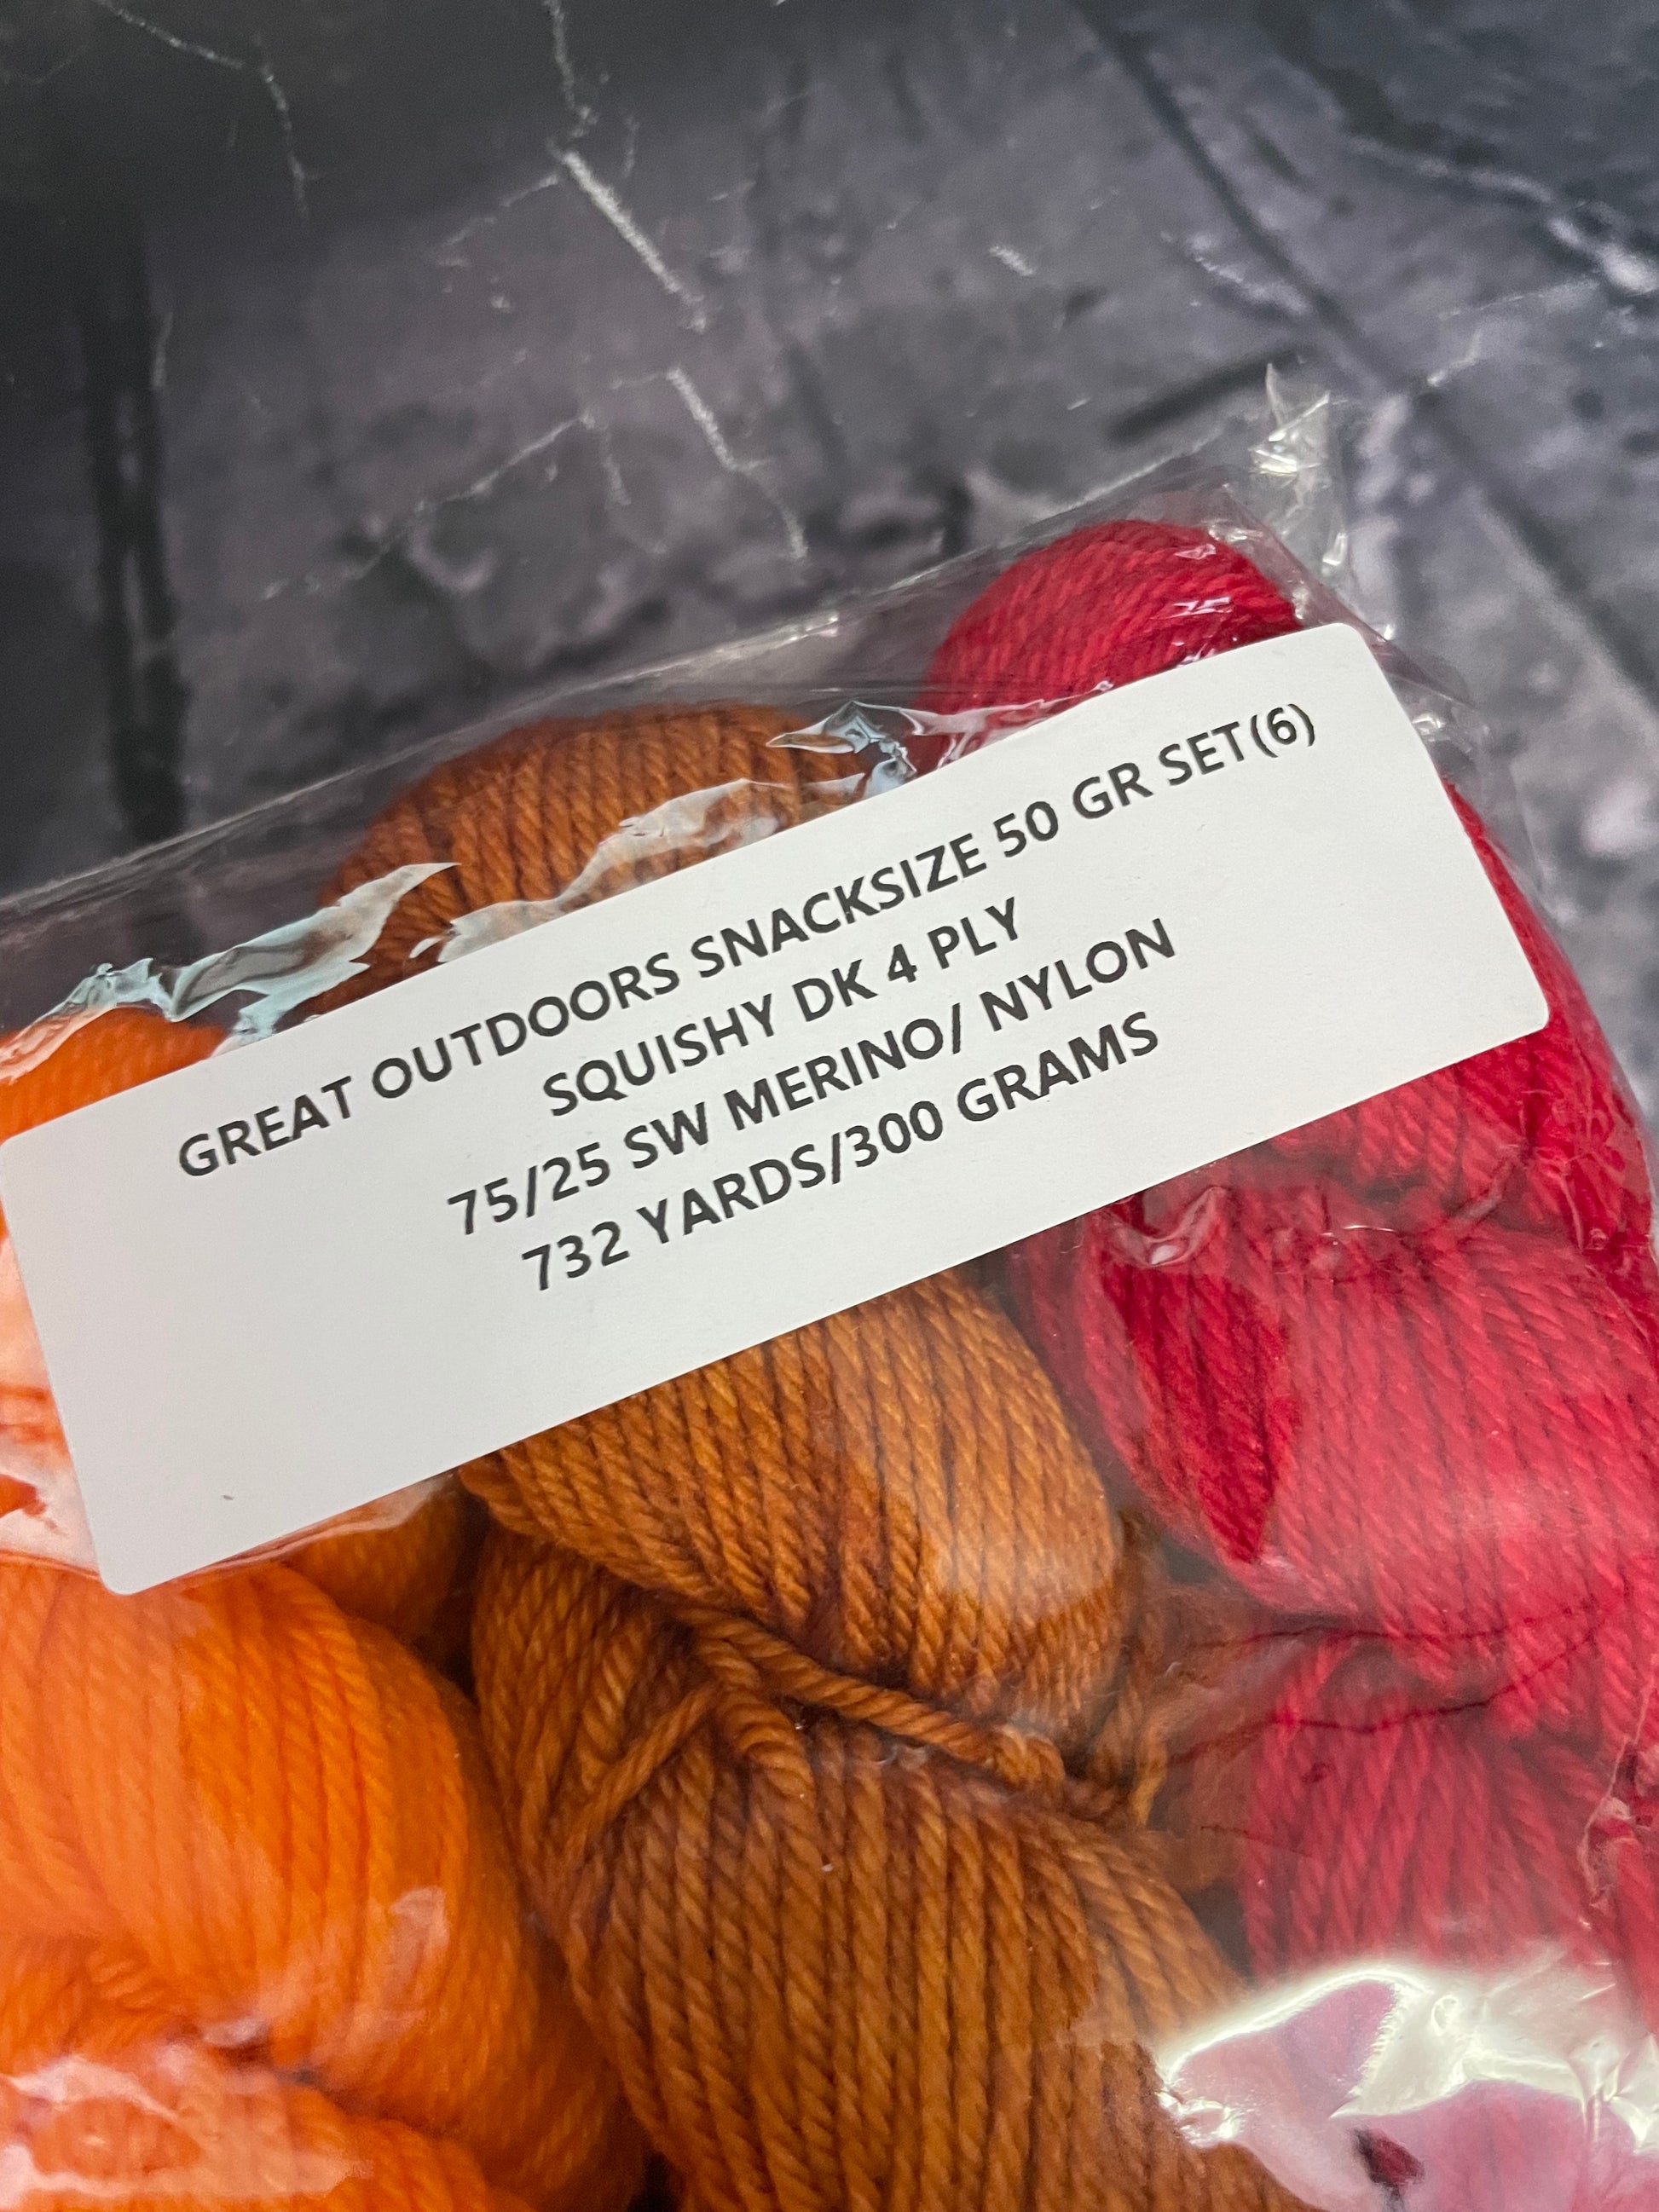 GREAT OUTDOORS SNACKSIZE 50 GR SET(6)
SQUISHY DK 4 PLY
75/25 SW MERINO/ NYLON
732 YARDS/300 GRAMS